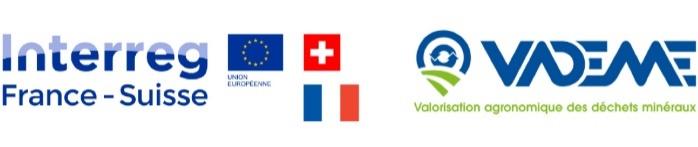 Interreg
France – Suisse
UNION
EUROPÉENNE
VADEME
Valorisation agronomique des déchets minéraux